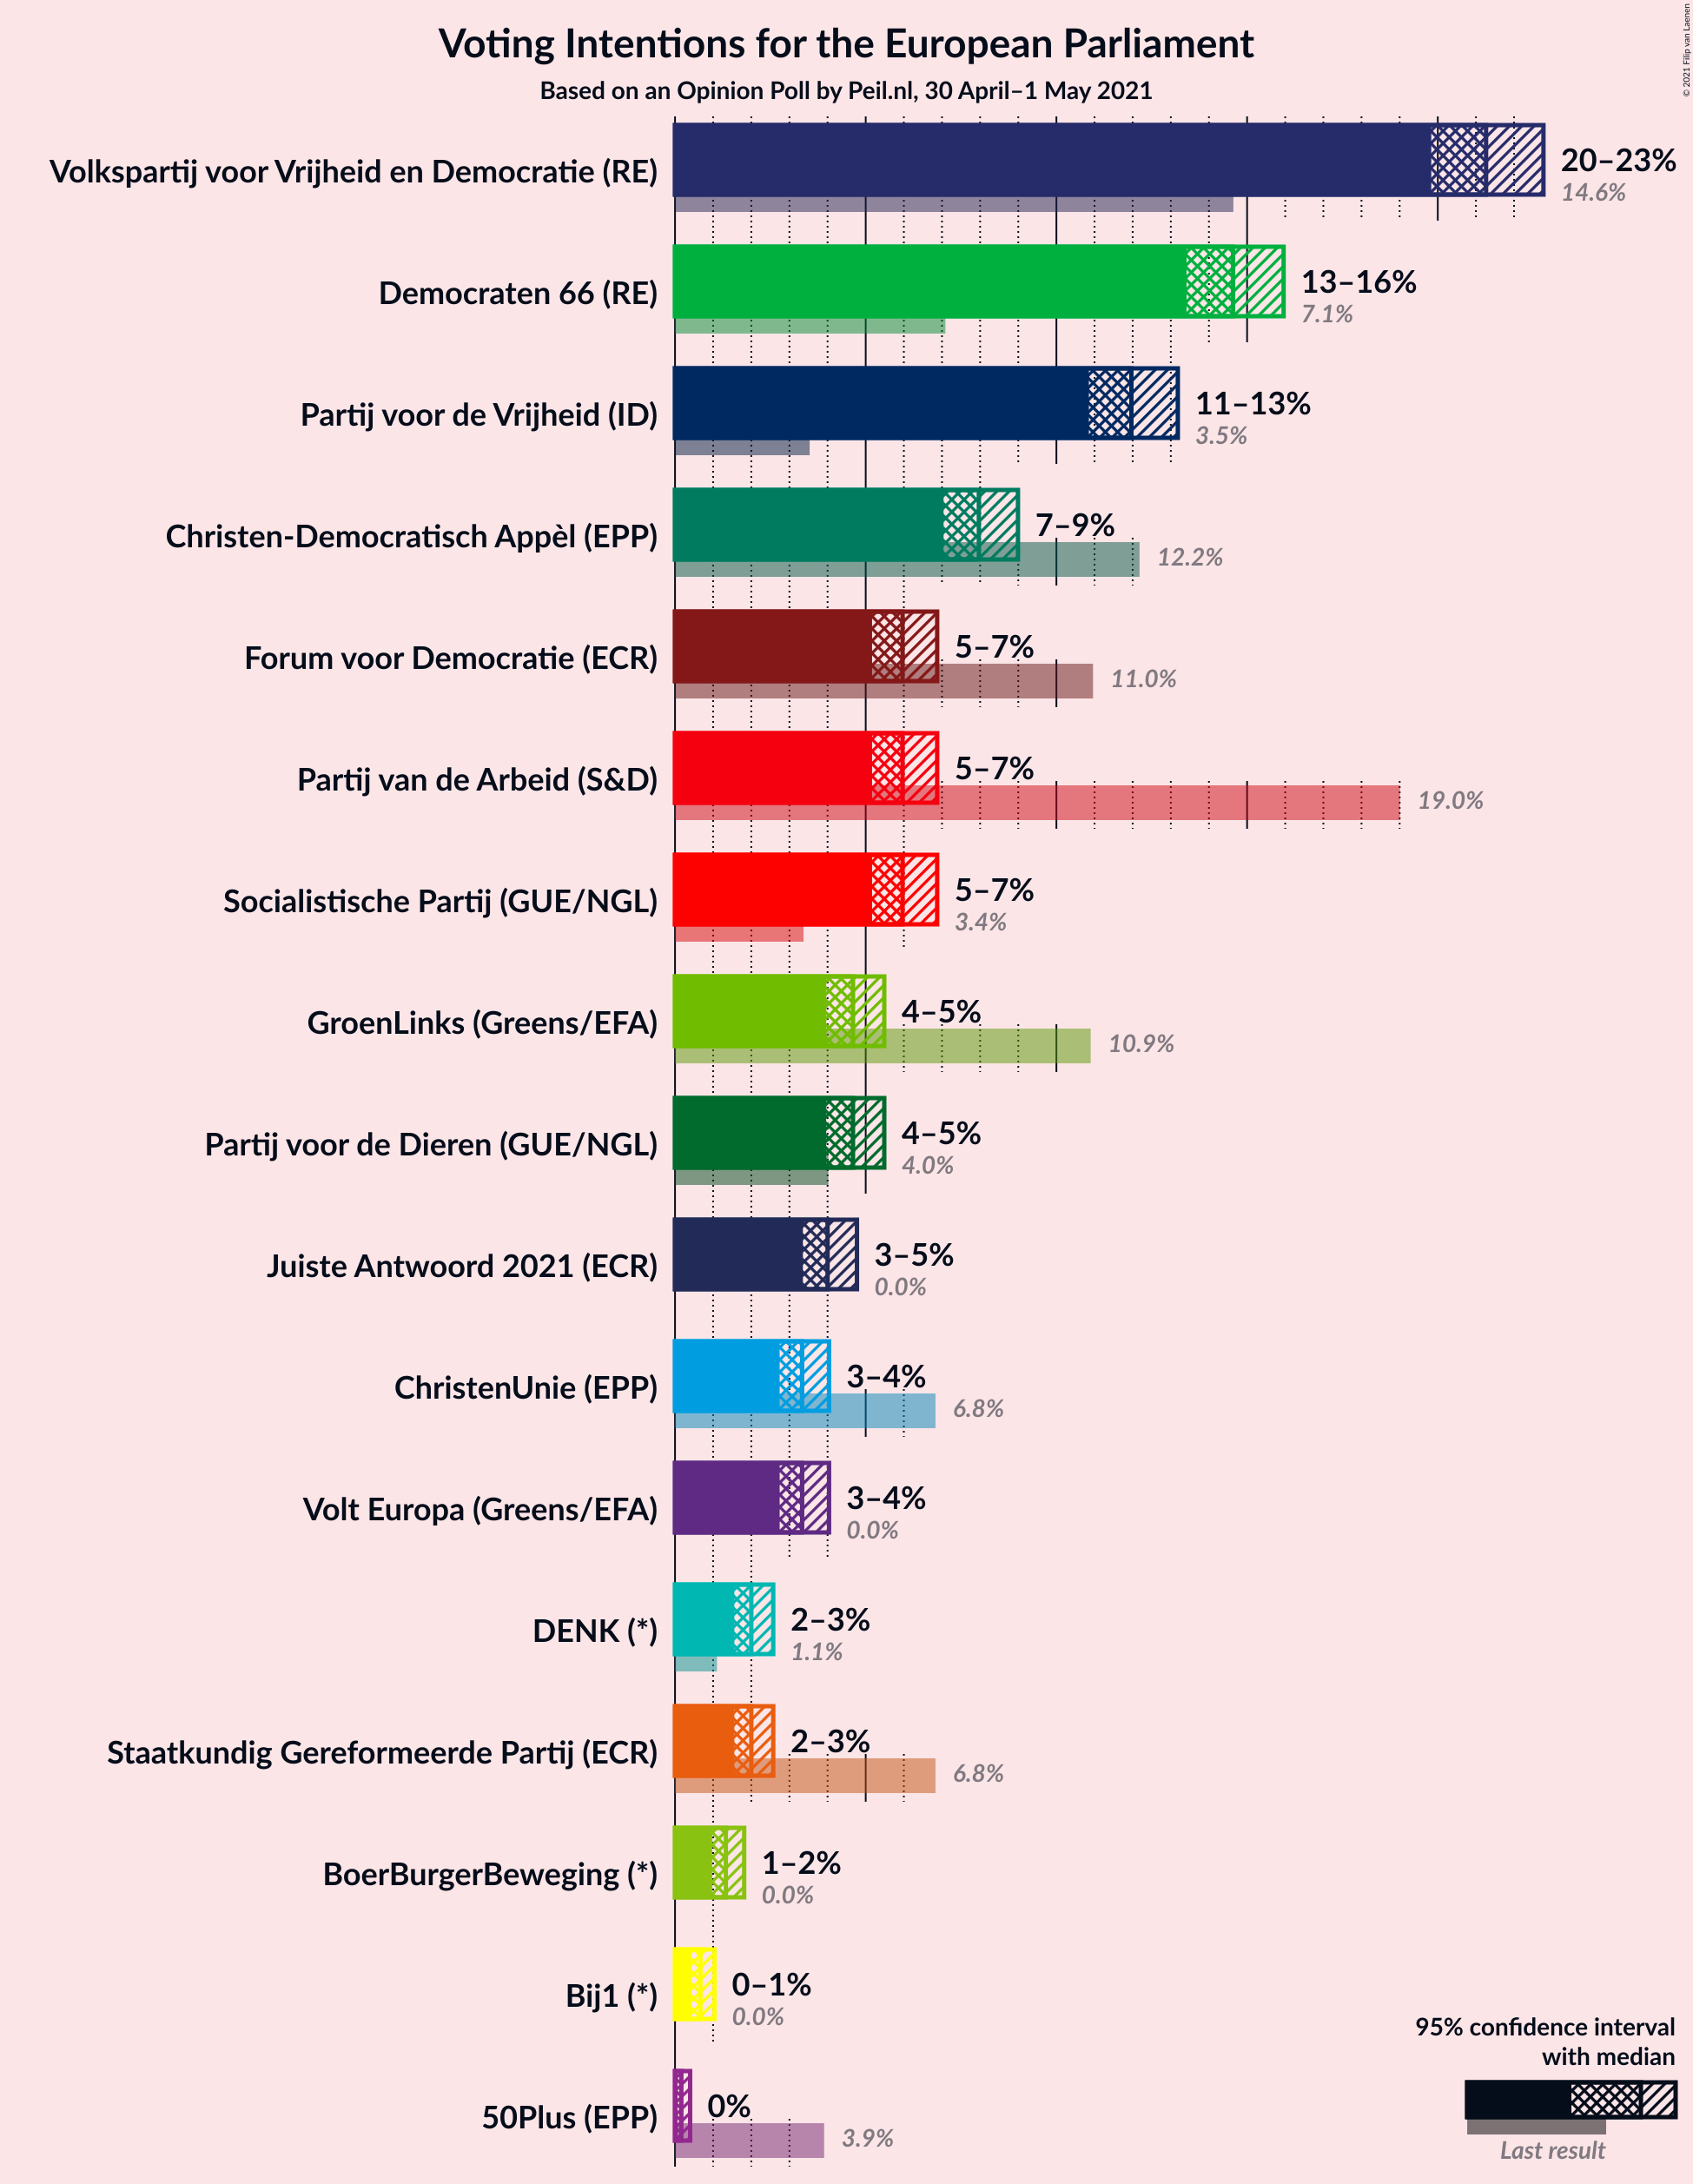 Voting Intentions for the European Parliament
Based on an Opinion Poll by Peil.nl, 30 April–1 May 2021
© 2021 Filip van Laenen
Volkspartij voor Vrijheid en Democratie (RE)
20–23%
14.6%
Democraten 66 (RE)
13–16%
7.1%
Partij voor de Vrijheid (ID)
11–13%
3.5%
Christen-Democratisch Appèl (EPP)
7–9%
12.2%
Forum voor Democratie (ECR)
5–7%
11.0%
Partij van de Arbeid (S&D)
5–7%
19.0%
Socialistische Partij (GUE/NGL)
5–7%
3.4%
GroenLinks (Greens/EFA)
4–5%
10.9%
Partij voor de Dieren (GUE/NGL)
4–5%
4.0%
Juiste Antwoord 2021 (ECR)
3–5%
0.0%
ChristenUnie (EPP)
3–4%
6.8%
Volt Europa (Greens/EFA)
3–4%
0.0%
DENK (*)
2–3%
1.1%
Staatkundig Gereformeerde Partij (ECR)
2–3%
6.8%
BoerBurgerBeweging (*)
1–2%
0.0%
Bij1 (*)
0–1%
0.0%
50Plus (EPP)
0%
3.9%
95% confidence interval
with median
Last result